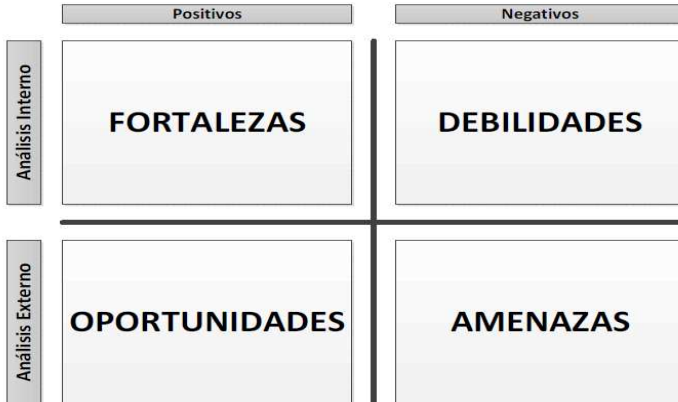 Positivos
Negativos
Análisis Interno
FORTALEZAS
DEBILIDADES
Análisis Externo
OPORTUNIDADES
AMENAZAS